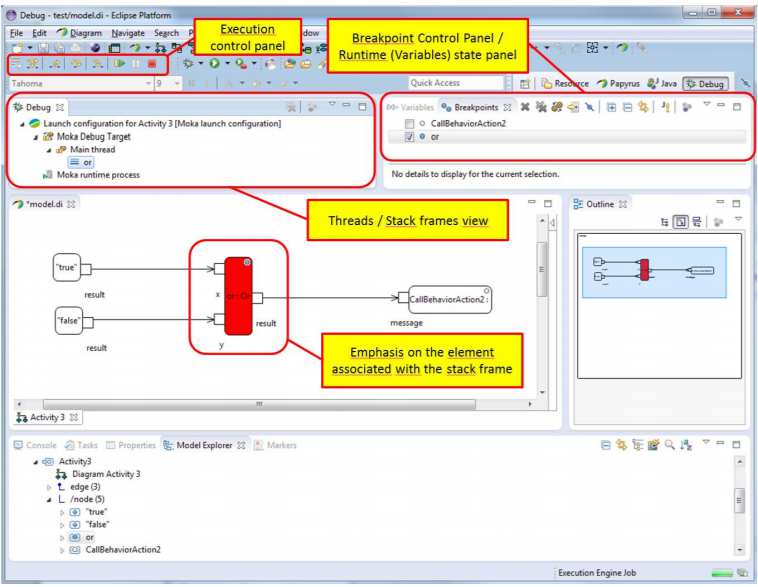 Debug - test/model.di - Eclipse Platform
File Edit Diagram Navigate Search
Execution
control panel
Breakpoint Control Panel /
Runtime (Variables) state panel
Tahoma 9
Quick Access
Resource Papyrus Java Debug
Debug
Launch configuration for Activity 3 [Moka launch configuration]
Moka Debug Target
Main thread
or
Moka runtime process
Variables Breakpoints
CallBehaviorAction2
or
No details to display for the current selection.
*model.di
Outline
Threads / Stack frames view
"true"
result
"false"
result
x
or : Or
y
result
CallBehaviorAction2 :
message
Emphasis on the element
associated with the stack frame
Activity 3
Console Tasks Properties Model Explorer Markers
Activity3
Diagram Activity 3
edge (3)
/node (5)
"true"
"false"
or
CallBehaviorAction2
Execution Engine Job